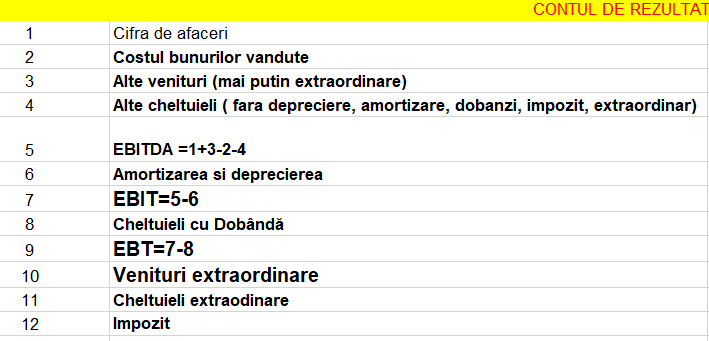 CONTUL DE REZULTAT
1 Cifra de afaceri
2 Costul bunurilor vandute
3 Alte venituri (mai putin extraordinare)
4 Alte cheltuieli ( fara depreciere, amortizare, dobanzi, impozit, extraordinar)
5 EBITDA =1+3-2-4
6 Amortizarea si deprecierea
7 EBIT=5-6
8 Cheltuieli cu Dobândă
9 EBT=7-8
10 Venituri extraordinare
11 Cheltuieli extraodinare
12 Impozit